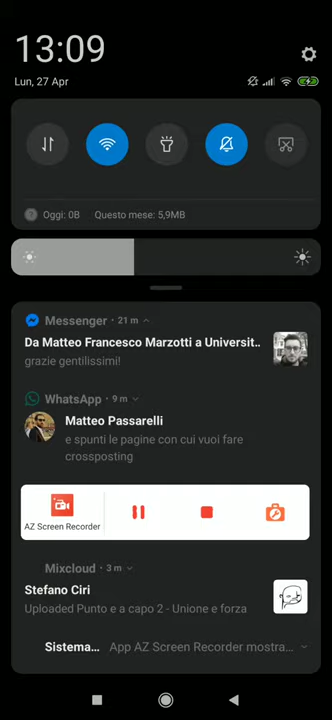 13:09
Lun, 27 Apr
Oggi: 0B Questo mese: 5,9MB
Messenger • 21 m
Da Matteo Francesco Marzotti a Universit..
grazie gentilissimi!
WhatsApp • 9 m
Matteo Passarelli
e spunti le pagine con cui vuoi fare
crossposting
AZ Screen Recorder
Mixcloud • 3 m
Stefano Ciri
Uploaded Punto e a capo 2 - Unione e forza
Sistema... App AZ Screen Recorder mostra...